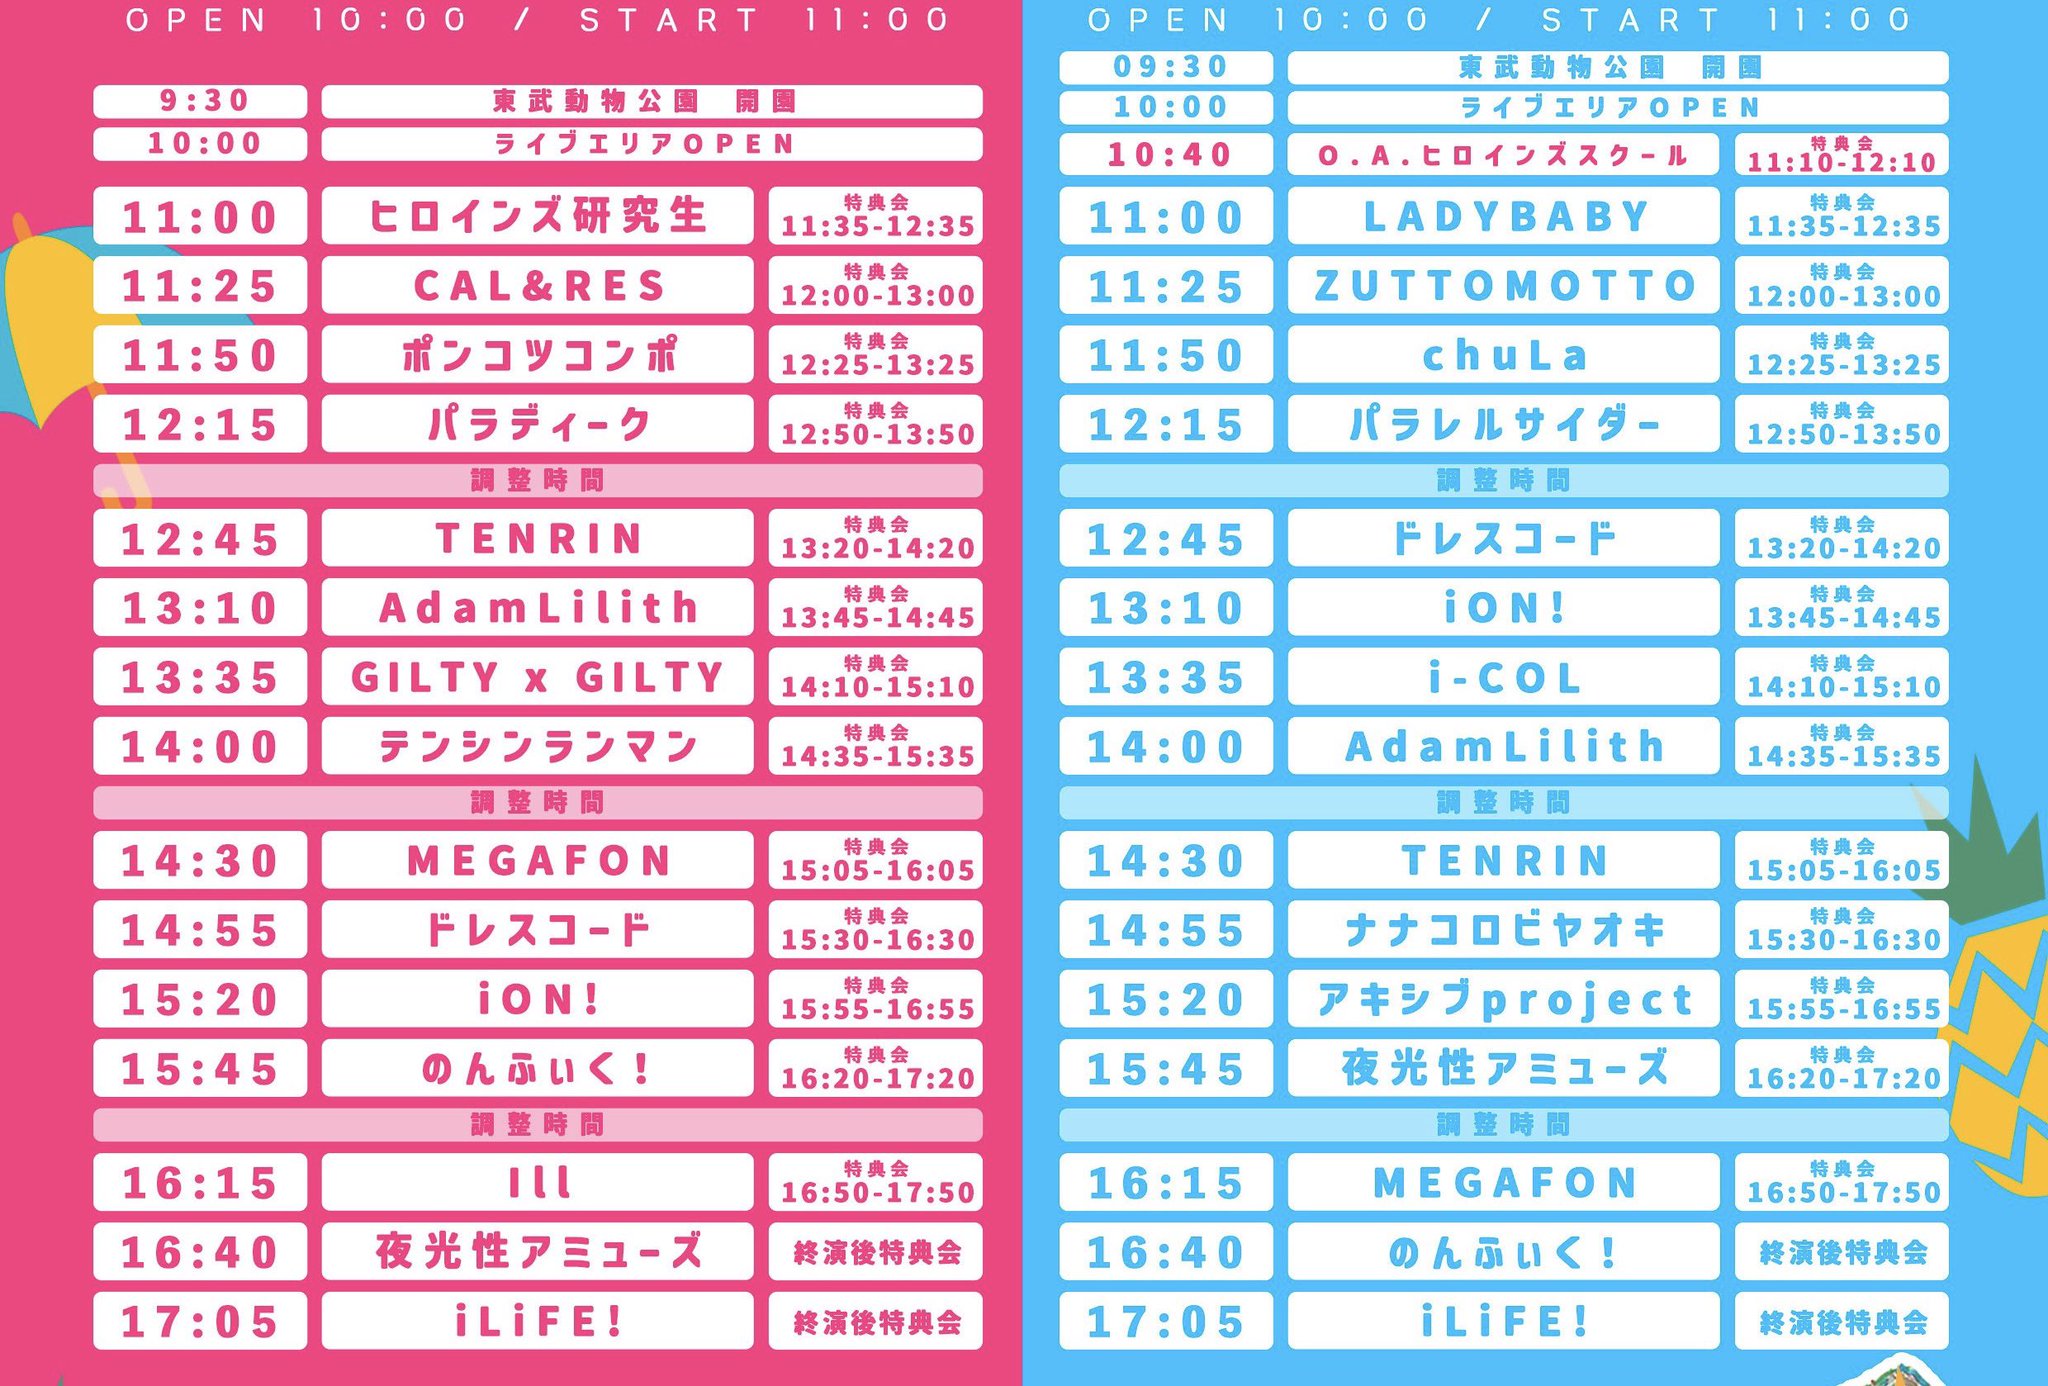 OPEN 10:00 / START 11:00
9:30 東武動物公園 開園
10:00 ライブエリアOPEN
11:00 ヒロインズ研究生 特典会 11:35-12:35
11:25 CAL&RES 特典会 12:00-13:00
11:50 ポンコツコンポ 特典会 12:25-13:25
12:15 パラディーク 特典会 12:50-13:50
調整時間
12:45 TENRIN 特典会 13:20-14:20
13:10 AdamLilith 特典会 13:45-14:45
13:35 GILTY x GILTY 特典会 14:10-15:10
14:00 テンシンランマン 特典会 14:35-15:35
調整時間
14:30 MEGAFON 特典会 15:05-16:05
14:55 ドレスコード 特典会 15:30-16:30
15:20 iON! 特典会 15:55-16:55
15:45 のんふぃく! 特典会 16:20-17:20
調整時間
16:15 Ill 特典会 16:50-17:50
16:40 夜光性アミューズ 終演後特典会
17:05 iLiFE! 終演後特典会
OPEN 10:00 / START 11:00
09:30 東武動物公園 開園
10:00 ライブエリアOPEN
10:40 O.A.ヒロインズスクール 特典会 11:10-12:10
11:00 LADYBABY 特典会 11:35-12:35
11:25 ZUTTOMOTTO 特典会 12:00-13:00
11:50 chuLa 特典会 12:25-13:25
12:15 パラレルサイダー 特典会 12:50-13:50
調整時間
12:45 ドレスコード 特典会 13:20-14:20
13:10 iON! 特典会 13:45-14:45
13:35 i-COL 特典会 14:10-15:10
14:00 AdamLilith 特典会 14:35-15:35
調整時間
14:30 TENRIN 特典会 15:05-16:05
14:55 ナナコロビヤオキ 特典会 15:30-16:30
15:20 アキシブproject 特典会 15:55-16:55
15:45 夜光性アミューズ 特典会 16:20-17:20
調整時間
16:15 MEGAFON 特典会 16:50-17:50
16:40 のんふぃく! 終演後特典会
17:05 iLiFE! 終演後特典会